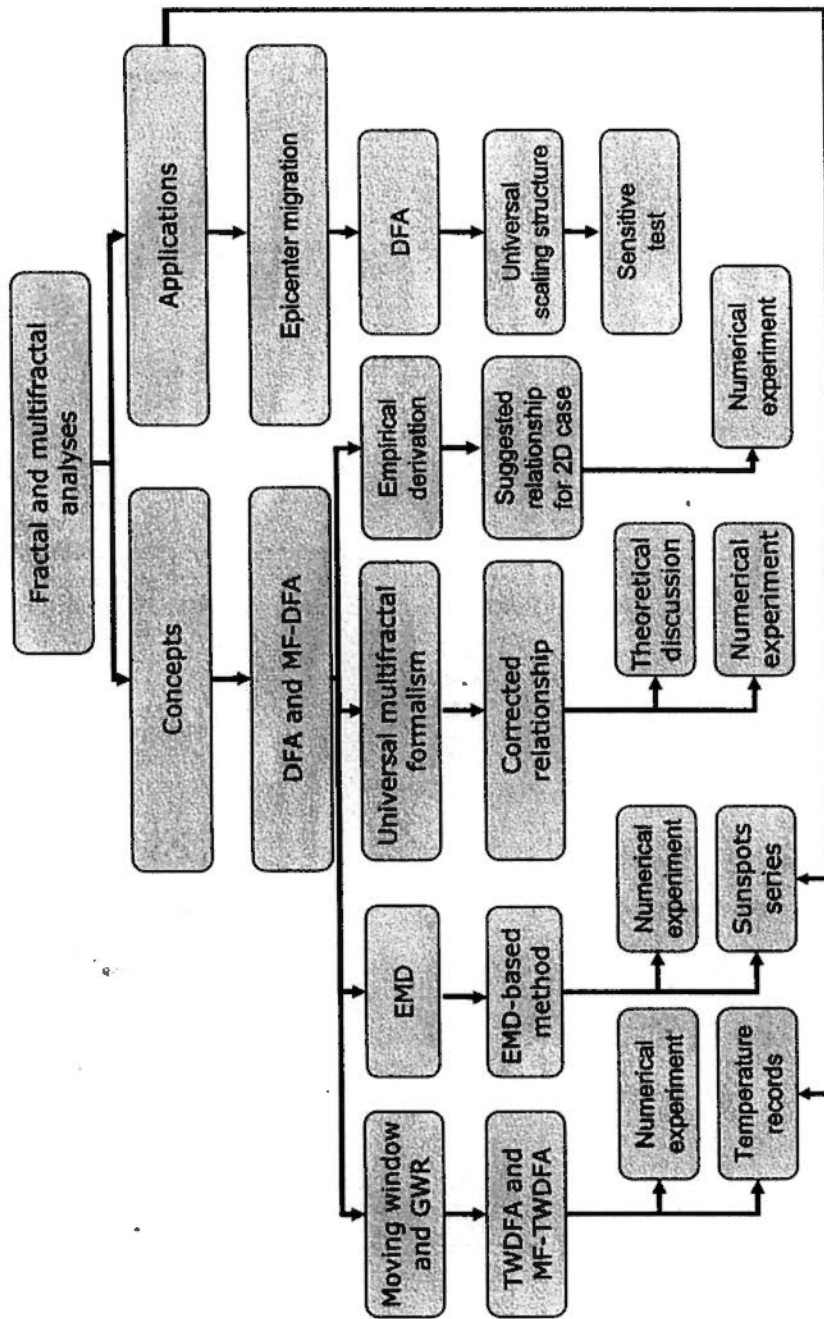 Fractal and multifractal
analyses
Concepts
Applications
DFA and MF-DFA
Epicenter migration
Moving window
and GWR
EMD
Universal multifractal
formalism
Empirical
derivation
DFA
TWDFA and
MF-TWDFA
EMD-based
method
Corrected
relationship
Suggested
relationship
for 2D case
Universal
scaling structure
Numerical
experiment
Numerical
experiment
Theoretical
discussion
Sensitive
test
Temperature
records
Sunspots
series
Numerical
experiment
Numerical
experiment